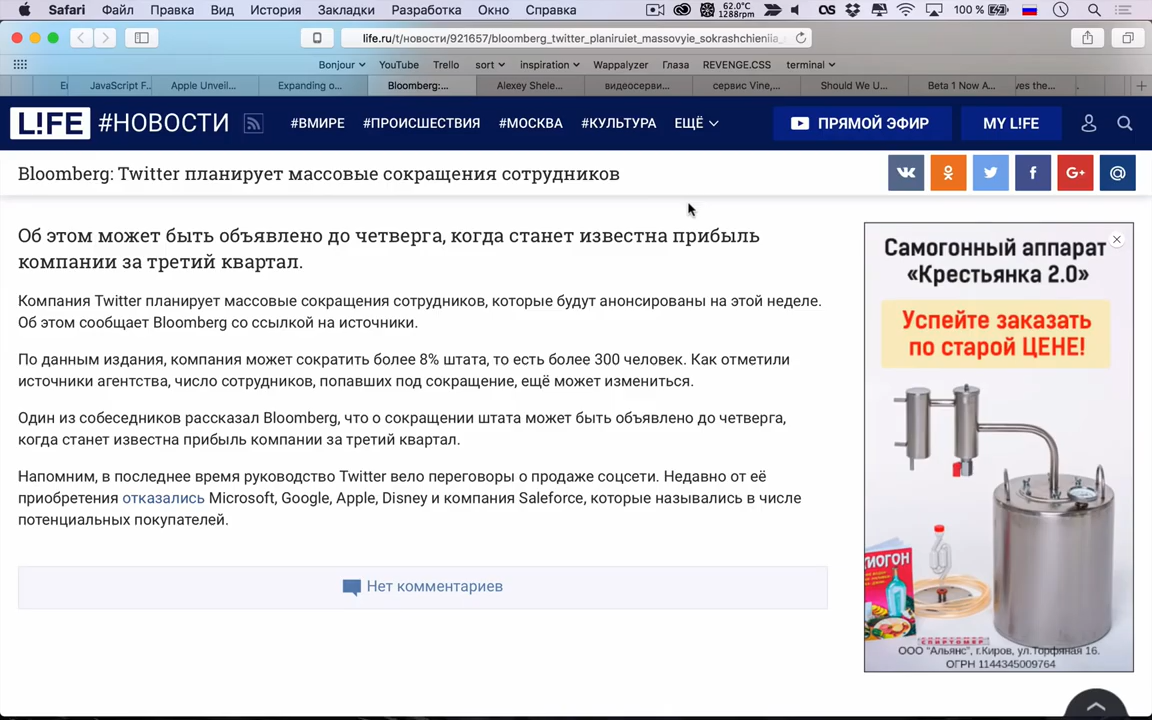 Safari Файл Правка Вид История Закладки Разработка Окно Справка 62.0°C 1288rpm OS 100 %
life.ru/t/новости/921657/bloomberg_twitter_planiruiet_massovyie_sokrashchieniia_
Bonjour YouTube Trello sort inspiration Wappalyzer Глаза REVENGE.CSS terminal
JavaScript F... Apple Unveil... Expanding o... Bloomberg:... Alexey Shele... видеосерви... сервис Vine,... Should We U... Beta 1 Now A... ves the...
L!FE #НОВОСТИ #ВМИРЕ #ПРОИСШЕСТВИЯ #МОСКВА #КУЛЬТУРА ЕЩЁ ПРЯМОЙ ЭФИР MY L!FE
Bloomberg: Twitter планирует массовые сокращения сотрудников
Об этом может быть объявлено до четверга, когда станет известна прибыль
компании за третий квартал.
Компания Twitter планирует массовые сокращения сотрудников, которые будут анонсированы на этой неделе.
Об этом сообщает Bloomberg со ссылкой на источники.
По данным издания, компания может сократить более 8% штата, то есть более 300 человек. Как отметили
источники агентства, число сотрудников, попавших под сокращение, ещё может измениться.
Один из собеседников рассказал Bloomberg, что о сокращении штата может быть объявлено до четверга,
когда станет известна прибыль компании за третий квартал.
Напомним, в последнее время руководство Twitter вело переговоры о продаже соцсети. Недавно от её
приобретения отказались Microsoft, Google, Apple, Disney и компания Saleforce, которые назывались в числе
потенциальных покупателей.
Нет комментариев
Самогонный аппарат
«Крестьянка 2.0»
Успейте заказать
по старой ЦЕНЕ!
ООО "Альянс", г.Киров, ул.Торфяная 16.
ОГРН 1144345009764